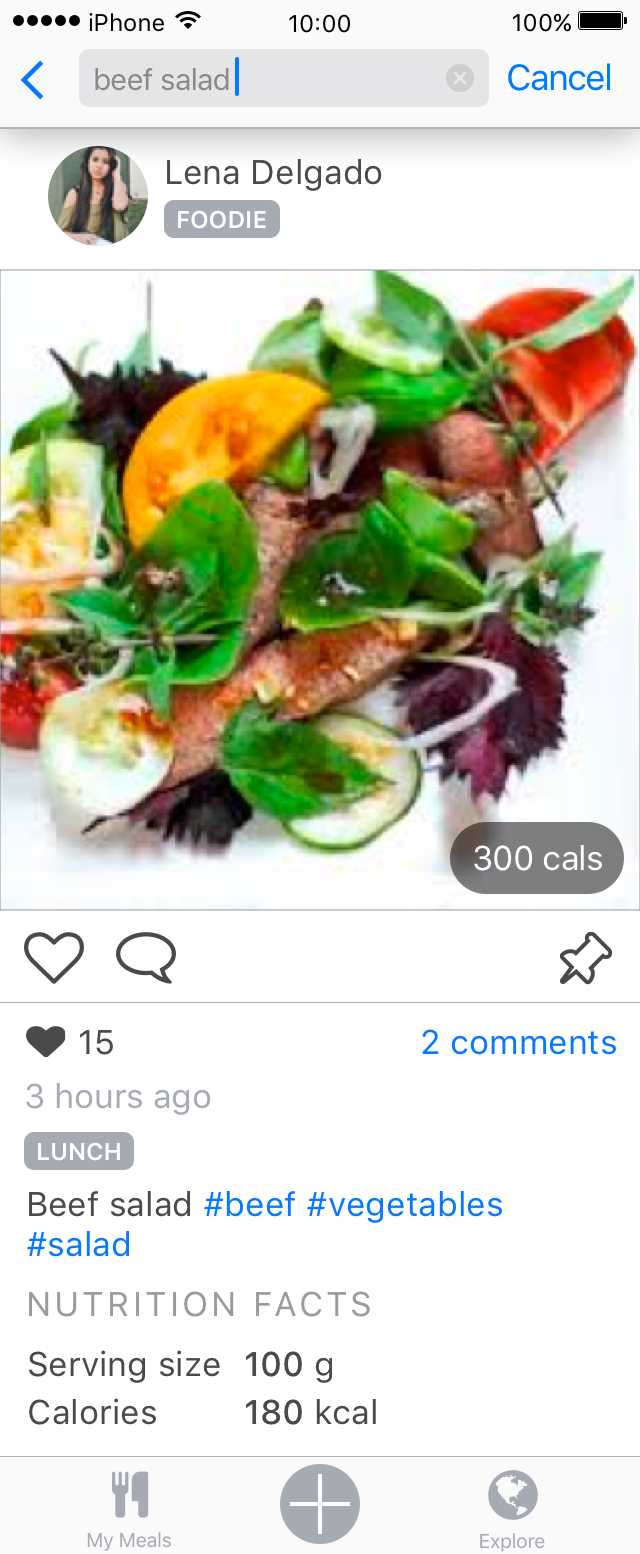 iPhone 10:00 100%
beef salad Cancel
Lena Delgado
FOODIE
300 cals
15 2 comments
3 hours ago
LUNCH
Beef salad #beef #vegetables
#salad
NUTRITION FACTS
Serving size 100 g
Calories 180 kcal
My Meals Explore